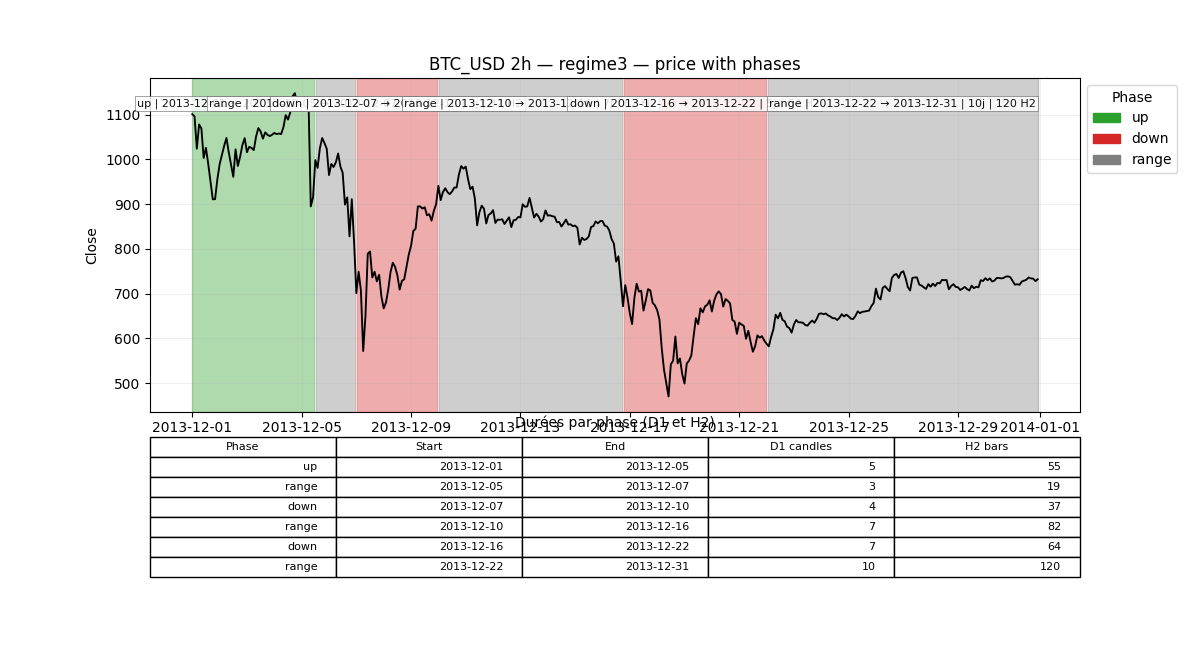 BTC_USD 2h — regime3 — price with phases
up | 2013-12
range | 201
down | 2013-12-07 → 2
range | 2013-12-10 → 2013-1
down | 2013-12-16 → 2013-12-22 |
range | 2013-12-22 → 2013-12-31 | 10j | 120 H2
Phase
up
down
range
Close
1100
1000
900
800
700
600
500
2013-12-01 2013-12-05 2013-12-09 2013-12-13 2013-12-17 2013-12-21 2013-12-25 2013-12-29 2014-01-01
Durées par phase (D1 et H2)
Phase Start End D1 candles H2 bars
up 2013-12-01 2013-12-05 5 55
range 2013-12-05 2013-12-07 3 19
down 2013-12-07 2013-12-10 4 37
range 2013-12-10 2013-12-16 7 82
down 2013-12-16 2013-12-22 7 64
range 2013-12-22 2013-12-31 10 120